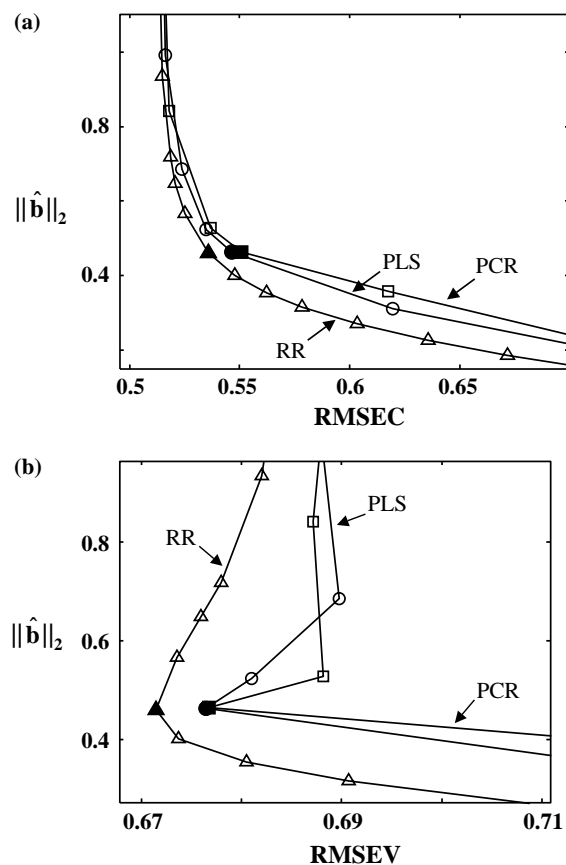 (a)
0.8
0.4
||b̂||₂
PLS
PCR
RR
0.5 0.55 0.6 0.65
RMSEC
(b)
0.8
0.6
0.4
||b̂||₂
RR
PLS
PCR
0.67 0.69 0.71
RMSEV